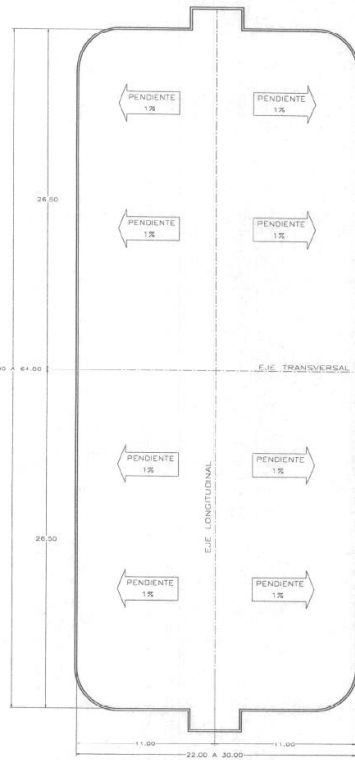 PENDIENTE
1%
PENDIENTE
1%
26.50
PENDIENTE
1%
PENDIENTE
1%
A 64.00
EJE TRANSVERSAL
PENDIENTE
1%
PENDIENTE
1%
EJE LONGITUDINAL
26.50
PENDIENTE
1%
PENDIENTE
1%
11.00
11.00
22.00 A 30.00